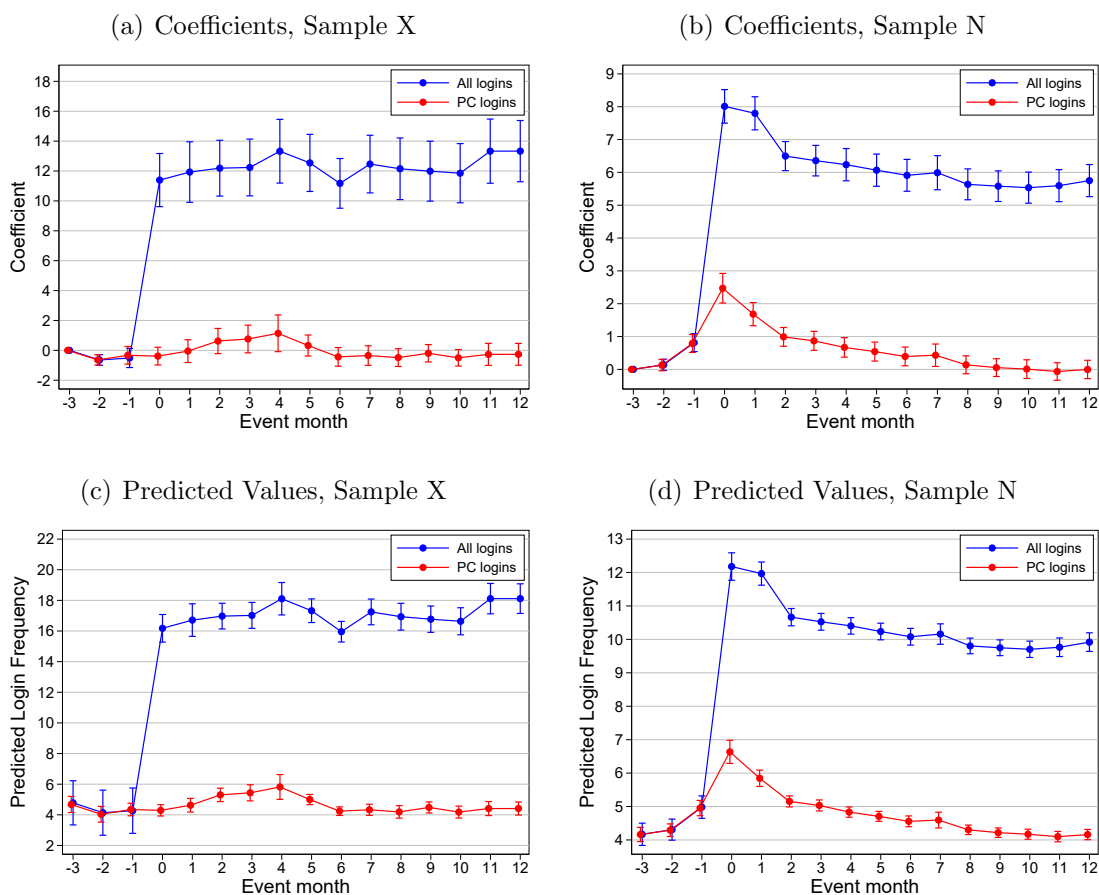 (a) Coefficients, Sample X
18
16
14
12
10
8
6
4
2
0
-2
Coefficient
All logins
PC logins
-3 -2 -1 0 1 2 3 4 5 6 7 8 9 10 11 12
Event month
(b) Coefficients, Sample N
9
8
7
6
5
4
3
2
1
0
Coefficient
All logins
PC logins
-3 -2 -1 0 1 2 3 4 5 6 7 8 9 10 11 12
Event month
(c) Predicted Values, Sample X
22
20
18
16
14
12
10
8
6
4
2
Predicted Login Frequency
All logins
PC logins
-3 -2 -1 0 1 2 3 4 5 6 7 8 9 10 11 12
Event month
(d) Predicted Values, Sample N
13
12
11
10
9
8
7
6
5
4
Predicted Login Frequency
All logins
PC logins
-3 -2 -1 0 1 2 3 4 5 6 7 8 9 10 11 12
Event month